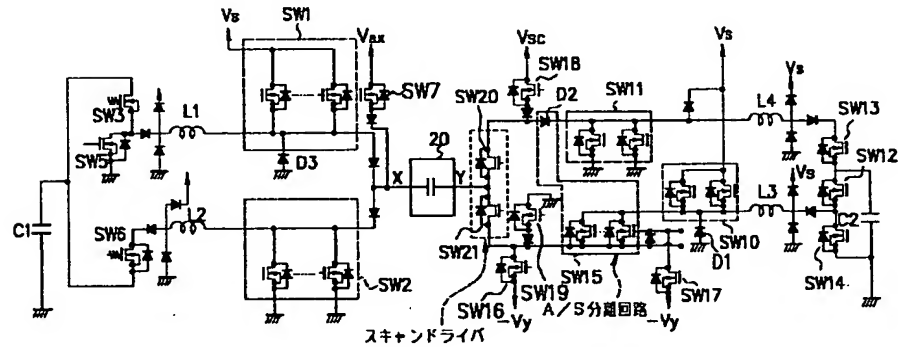 Vs
SW1
Vax
Vsc
Vs
SW18
SW7
SW20
D2
SW11
L4
Vs
SW13
SW3
L1
SW5
D3
20
X
Y
SW12
L3
Vs
C1
SW6
L2
SW21
SW10
C2
SW2
SW15
D1
SW14
SW16
SW19
A/S分離回路
SW17
-Vy
-Vy
スキャンドライバ